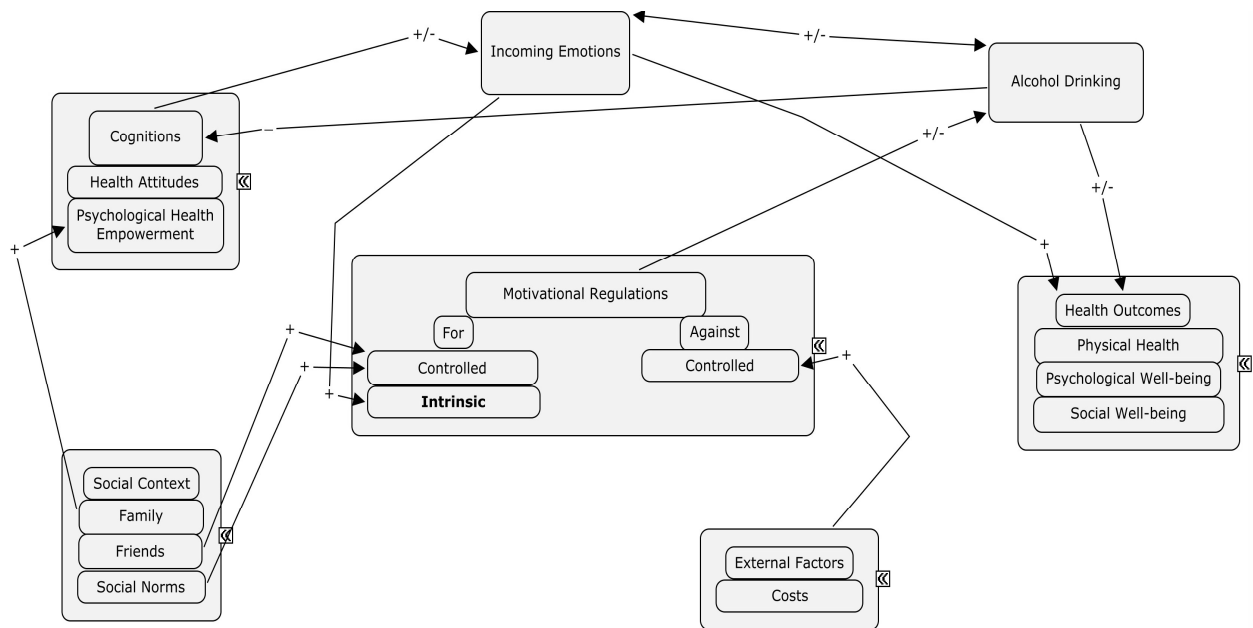 +/-
Incoming Emotions
+/-
Alcohol Drinking
Cognitions
Health Attitudes
Psychological Health
Empowerment
–
+/-
+/-
+
+
Motivational Regulations
For
Against
Controlled
Controlled
Intrinsic
Health Outcomes
Physical Health
Psychological Well-being
Social Well-being
+
+
+
+
Social Context
Family
Friends
Social Norms
External Factors
Costs